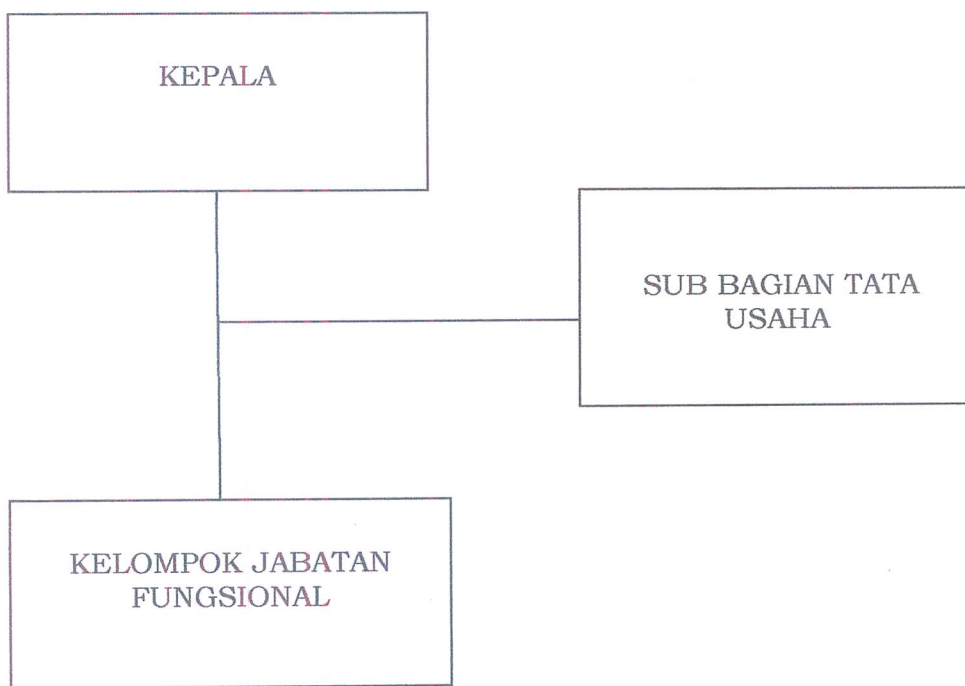 KEPALA
SUB BAGIAN TATA
USAHA
KELOMPOK JABATAN
FUNGSIONAL